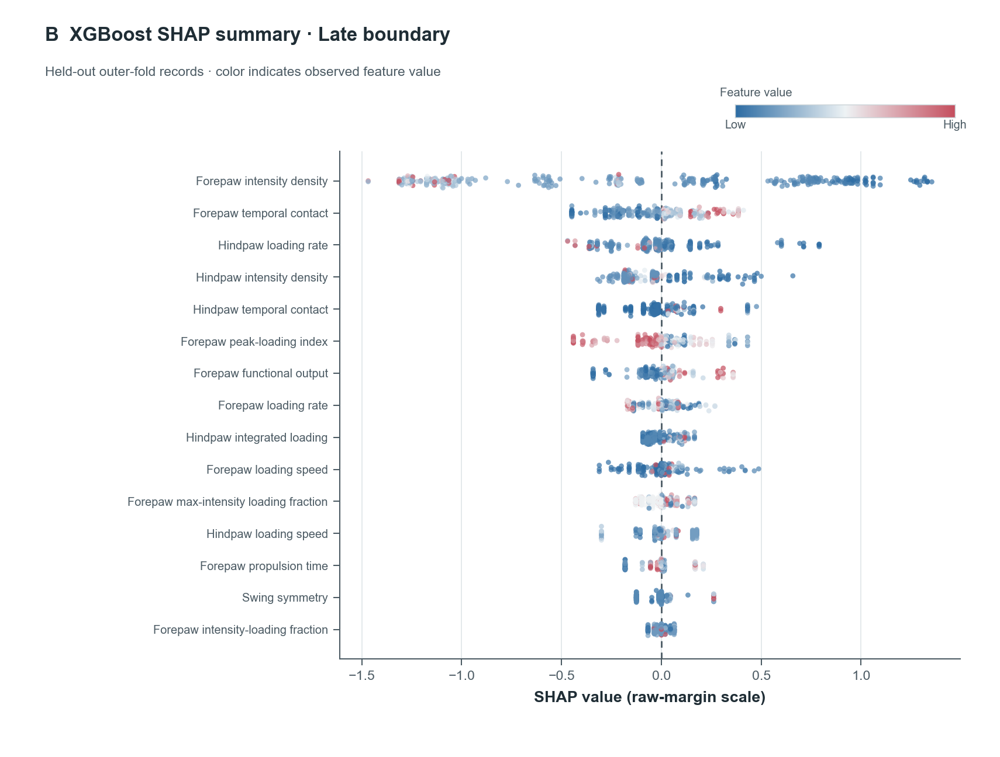 B XGBoost SHAP summary · Late boundary
Held-out outer-fold records · color indicates observed feature value
Feature value
Low High
Forepaw intensity density
Forepaw temporal contact
Hindpaw loading rate
Hindpaw intensity density
Hindpaw temporal contact
Forepaw peak-loading index
Forepaw functional output
Forepaw loading rate
Hindpaw integrated loading
Forepaw loading speed
Forepaw max-intensity loading fraction
Hindpaw loading speed
Forepaw propulsion time
Swing symmetry
Forepaw intensity-loading fraction
−1.5 −1.0 −0.5 0.0 0.5 1.0
SHAP value (raw-margin scale)